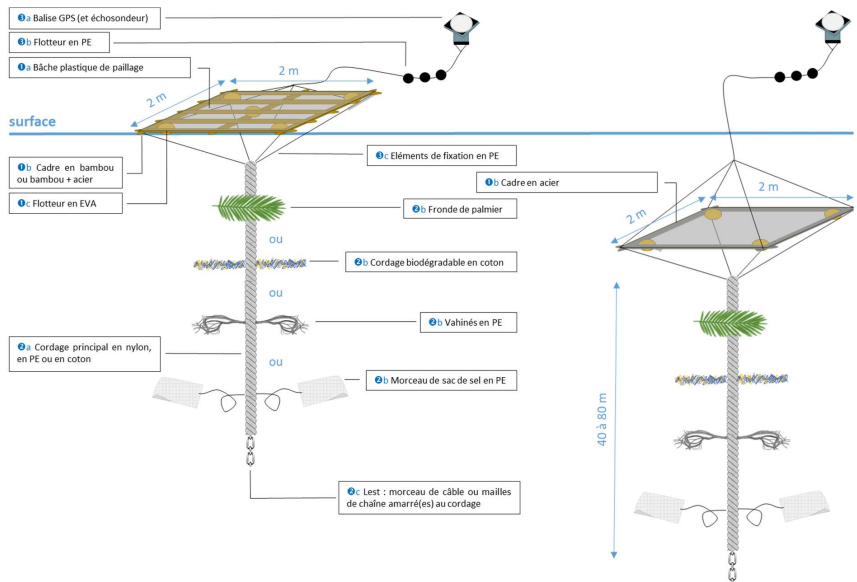 ❸a Balise GPS (et échosondeur)
❸b Flotteur en PE
❶a Bâche plastique de paillage
2 m
2 m
surface
❶b Cadre en bambou
ou bambou + acier
❶c Flotteur en EVA
❸c Eléments de fixation en PE
❷b Fronde de palmier
ou
❷b Cordage biodégradable en coton
ou
❷b Vahinés en PE
❷a Cordage principal en nylon,
en PE ou en coton
ou
❷b Morceau de sac de sel en PE
❷c Lest : morceau de câble ou mailles
de chaîne amarré(es) au cordage
❶b Cadre en acier
2 m
2 m
40 à 80 m